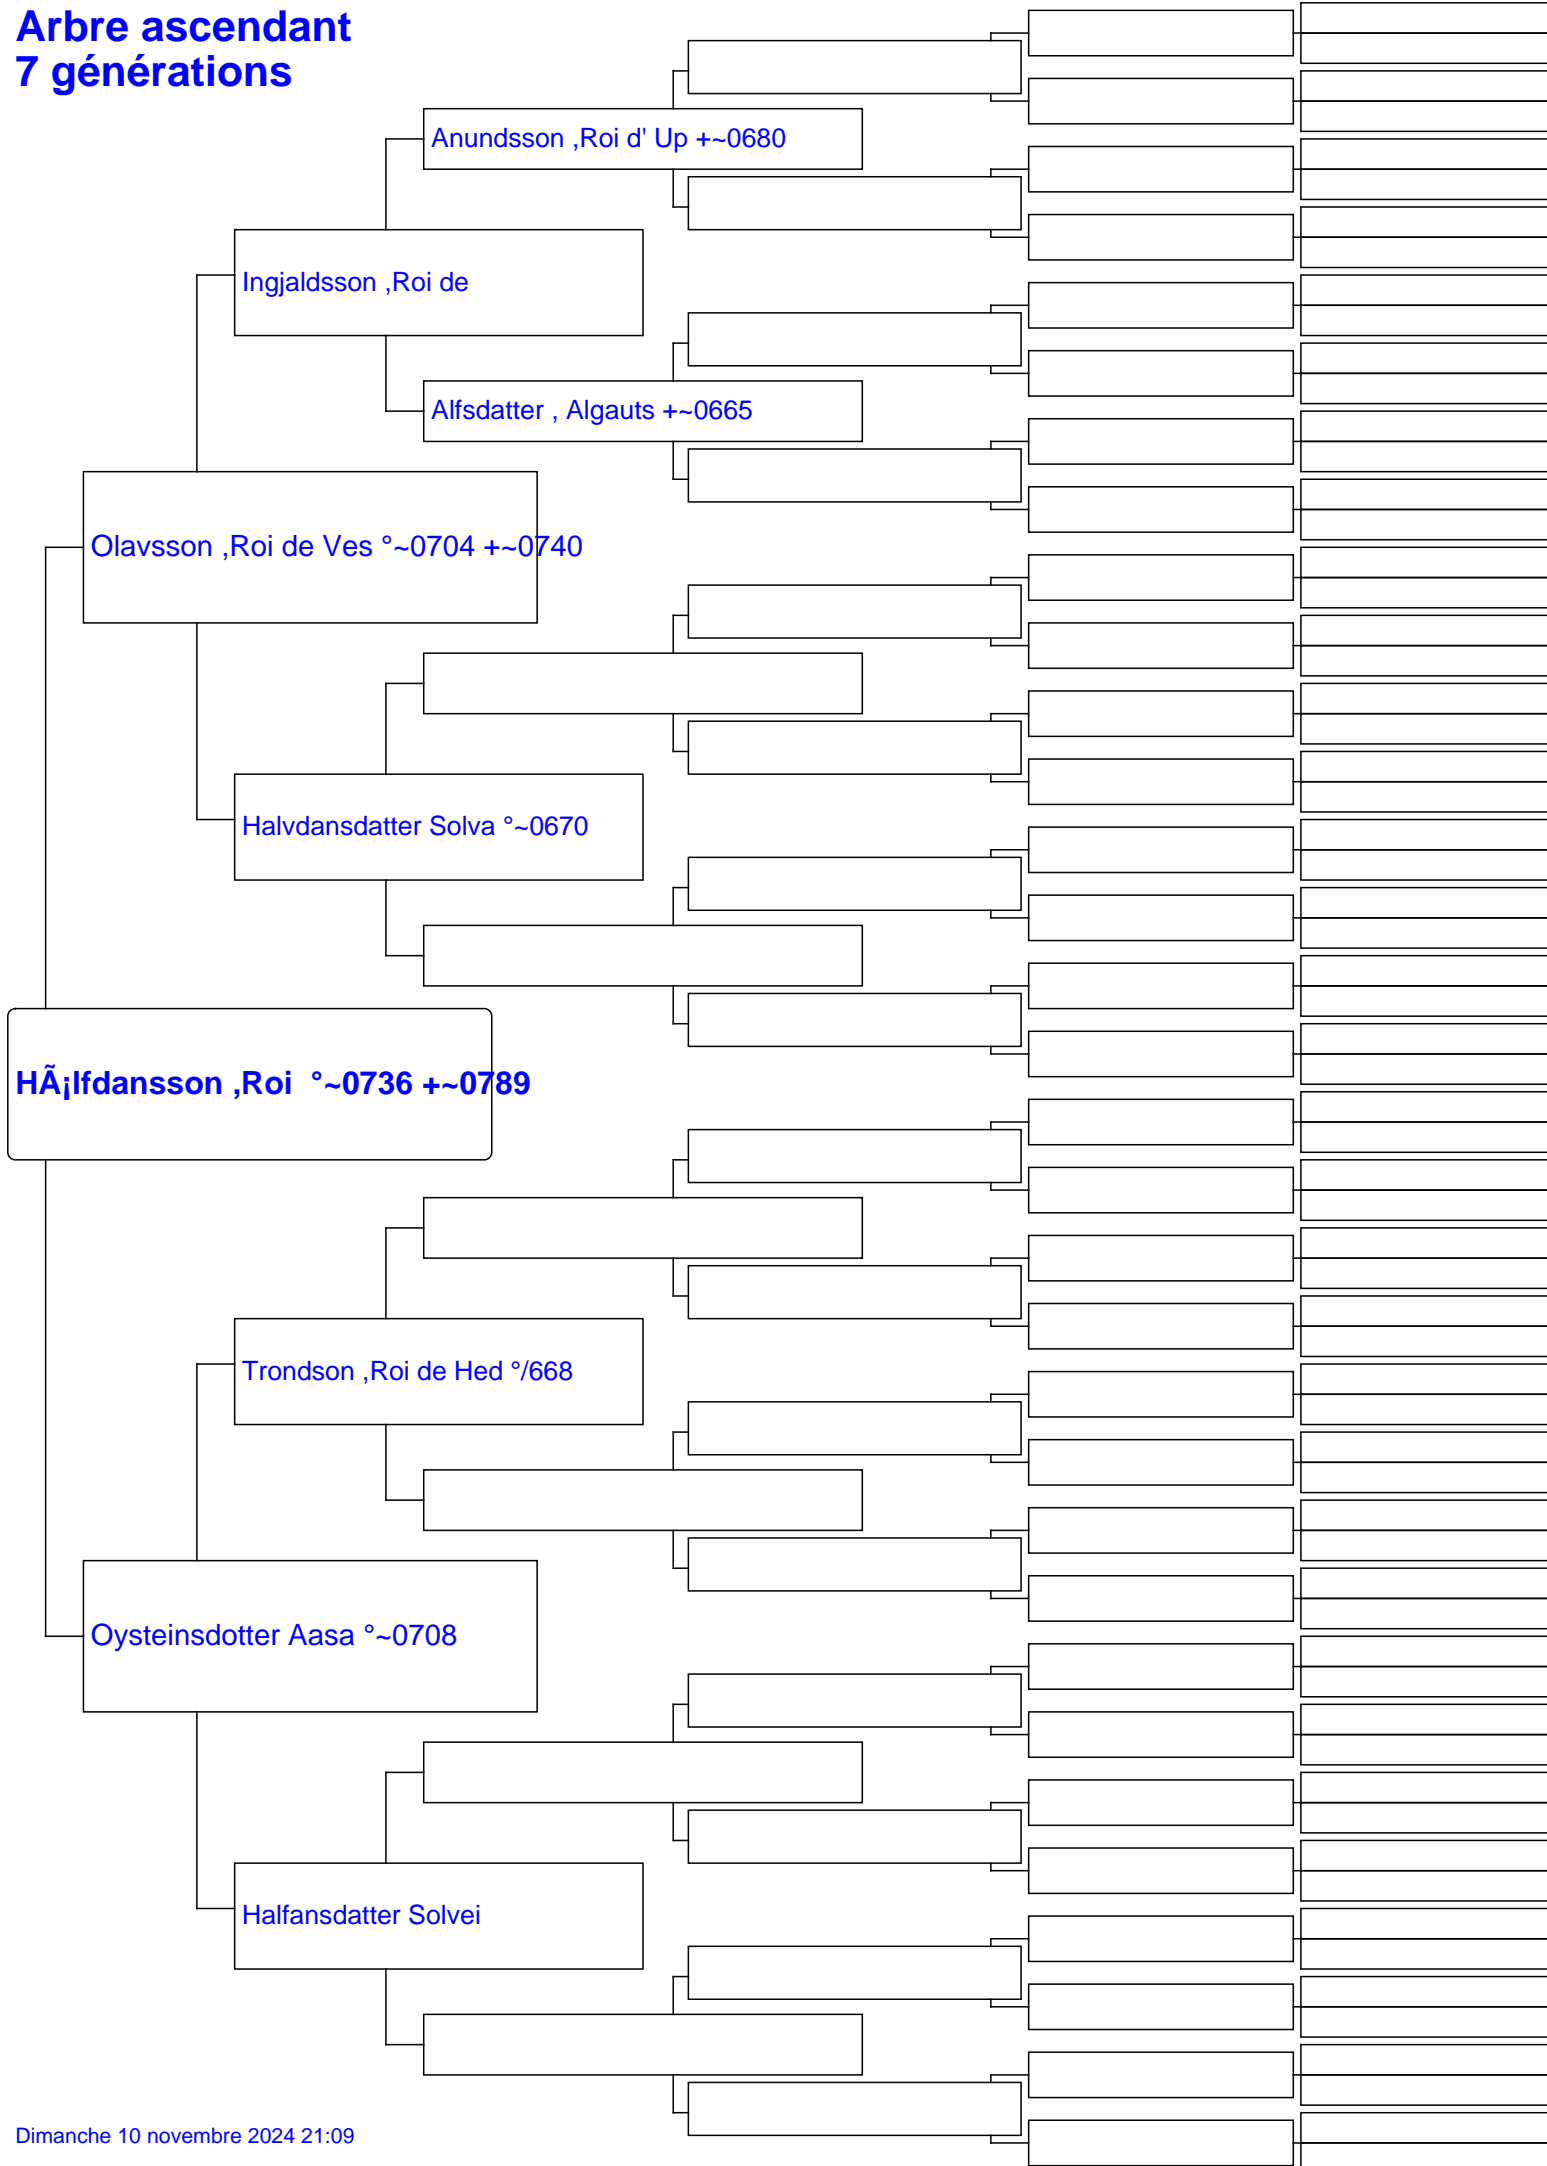 Arbre ascendant
7 générations
Anundsson ,Roi d' Up +~0680
Ingjaldsson ,Roi de
Alfsdatter , Algauts +~0665
Olavsson ,Roi de Ves °~0704 +~0740
Halvdansdatter Solva °~0670
HÃ¡lfdansson ,Roi  °~0736 +~0789
Trondson ,Roi de Hed °/668
Oysteinsdotter Aasa °~0708
Halfansdatter Solvei
Dimanche 10 novembre 2024 21:09